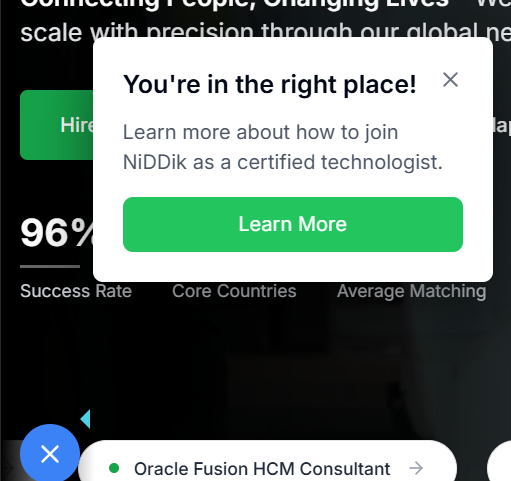 Connecting People, Changing Lives
scale with precision through our global
You're in the right place!
Learn more about how to join
NiDDik as a certified technologist.
Learn More
Hire
96%
Success Rate
Core Countries
Average Matching
Oracle Fusion HCM Consultant